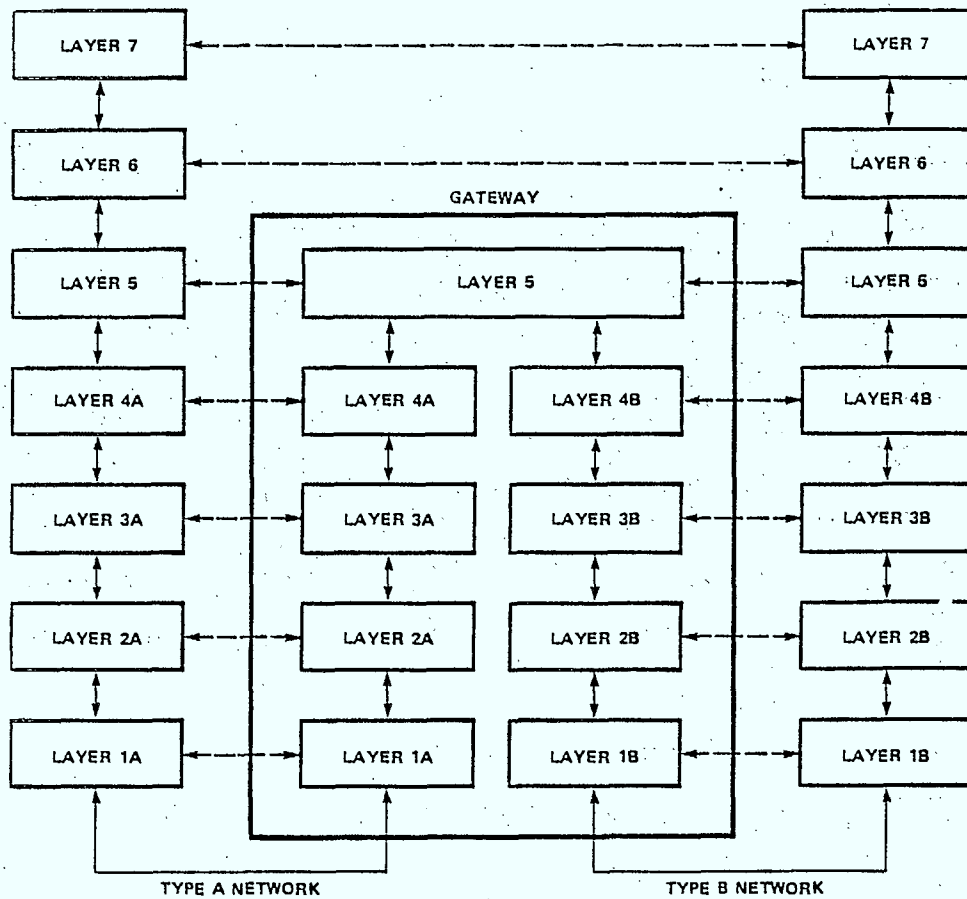 LAYER 7
LAYER 7
LAYER 6
LAYER 6
GATEWAY
LAYER 5
LAYER 5
LAYER 5
LAYER 4A
LAYER 4A
LAYER 4B
LAYER 4B
LAYER 3A
LAYER 3A
LAYER 3B
LAYER 3B
LAYER 2A
LAYER 2A
LAYER 2B
LAYER 2B
LAYER 1A
LAYER 1A
LAYER 1B
LAYER 1B
TYPE A NETWORK
TYPE B NETWORK